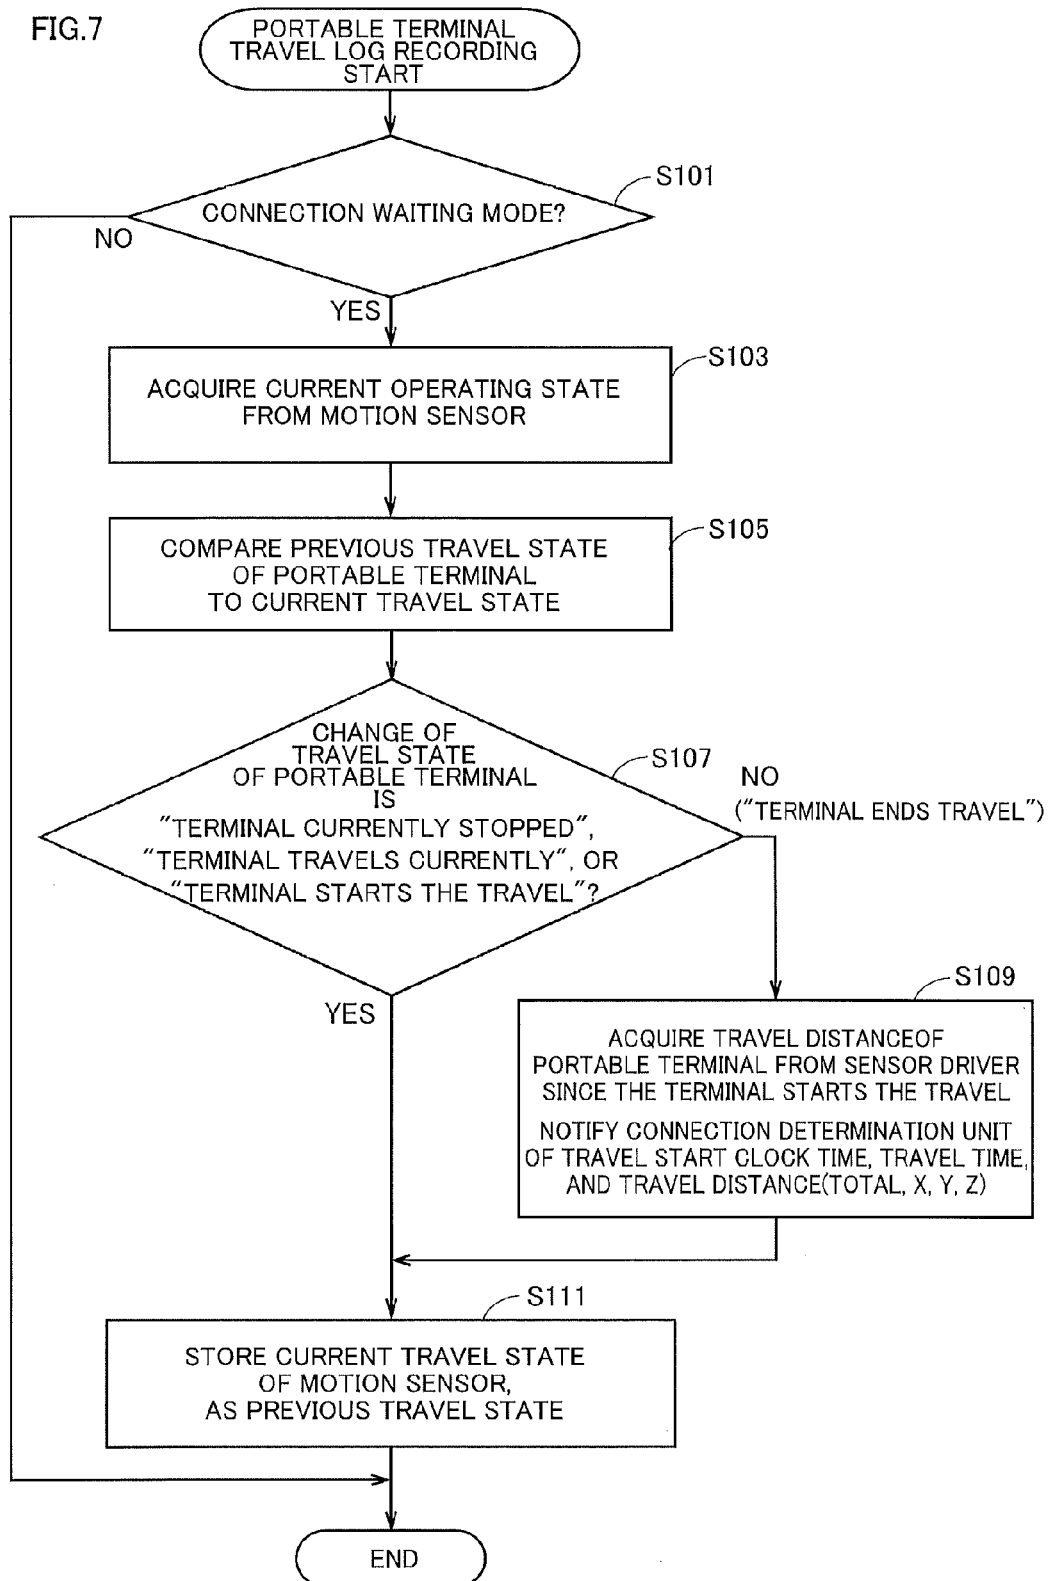 FIG.7
PORTABLE TERMINAL
TRAVEL LOG RECORDING
START
S101
CONNECTION WAITING MODE?
NO
YES
S103
ACQUIRE CURRENT OPERATING STATE
FROM MOTION SENSOR
S105
COMPARE PREVIOUS TRAVEL STATE
OF PORTABLE TERMINAL
TO CURRENT TRAVEL STATE
CHANGE OF
TRAVEL STATE
OF PORTABLE TERMINAL
IS
"TERMINAL CURRENTLY STOPPED",
"TERMINAL TRAVELS CURRENTLY", OR
"TERMINAL STARTS THE TRAVEL"?
S107
NO
("TERMINAL ENDS TRAVEL")
YES
S109
ACQUIRE TRAVEL DISTANCEOF
PORTABLE TERMINAL FROM SENSOR DRIVER
SINCE THE TERMINAL STARTS THE TRAVEL
NOTIFY CONNECTION DETERMINATION UNIT
OF TRAVEL START CLOCK TIME, TRAVEL TIME,
AND TRAVEL DISTANCE(TOTAL, X, Y, Z)
S111
STORE CURRENT TRAVEL STATE
OF MOTION SENSOR,
AS PREVIOUS TRAVEL STATE
END